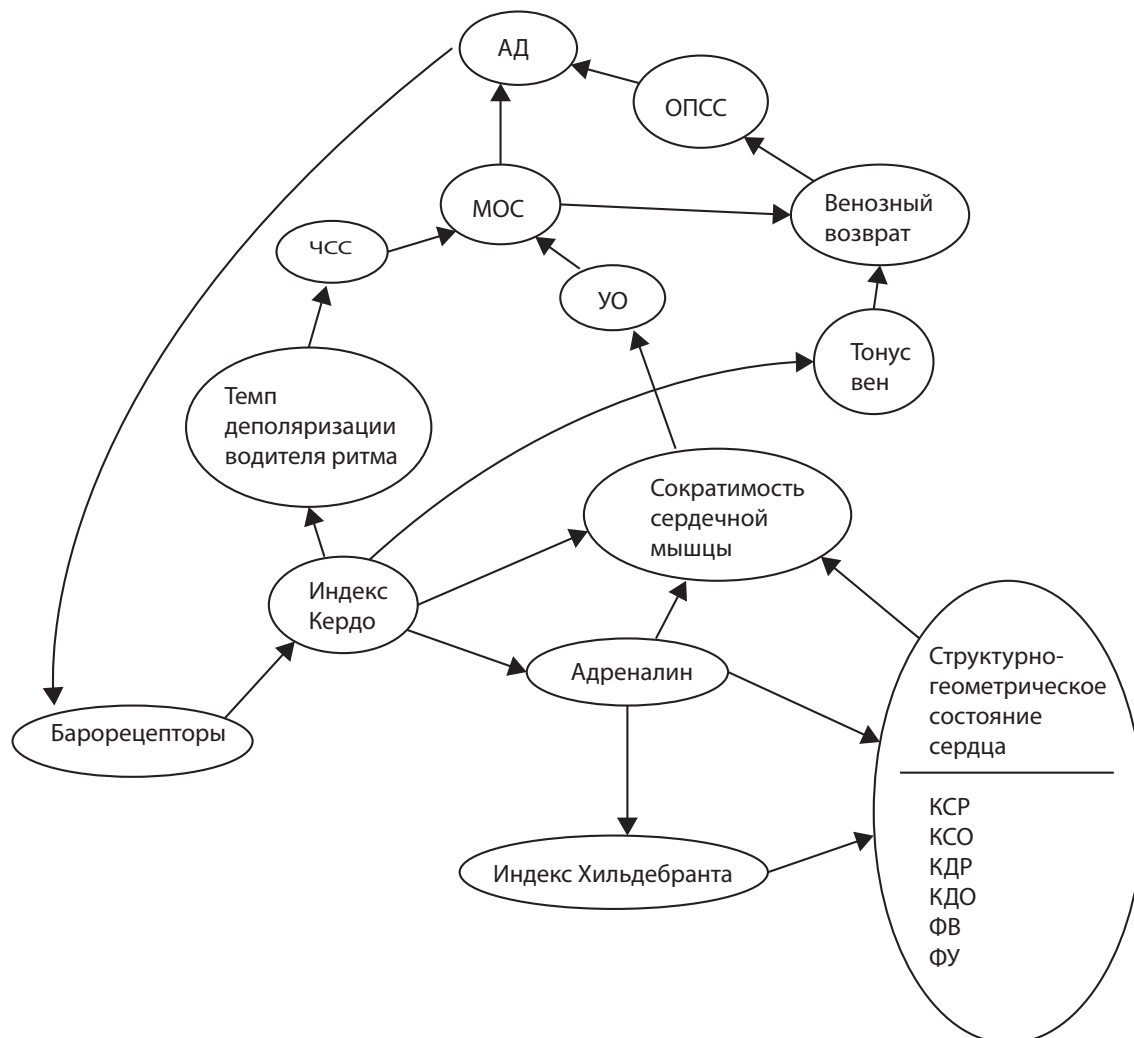 АД
ОПСС
МОС
Венозный
возврат
ЧСС
УО
Тонус
вен
Темп
деполяризации
водителя ритма
Сократимость
сердечной
мышцы
Индекс
Кердо
Адреналин
Структурно-
геометрическое
состояние
сердца
Барорецепторы
КСР
КСО
КДР
КДО
ФВ
ФУ
Индекс Хильдебранта